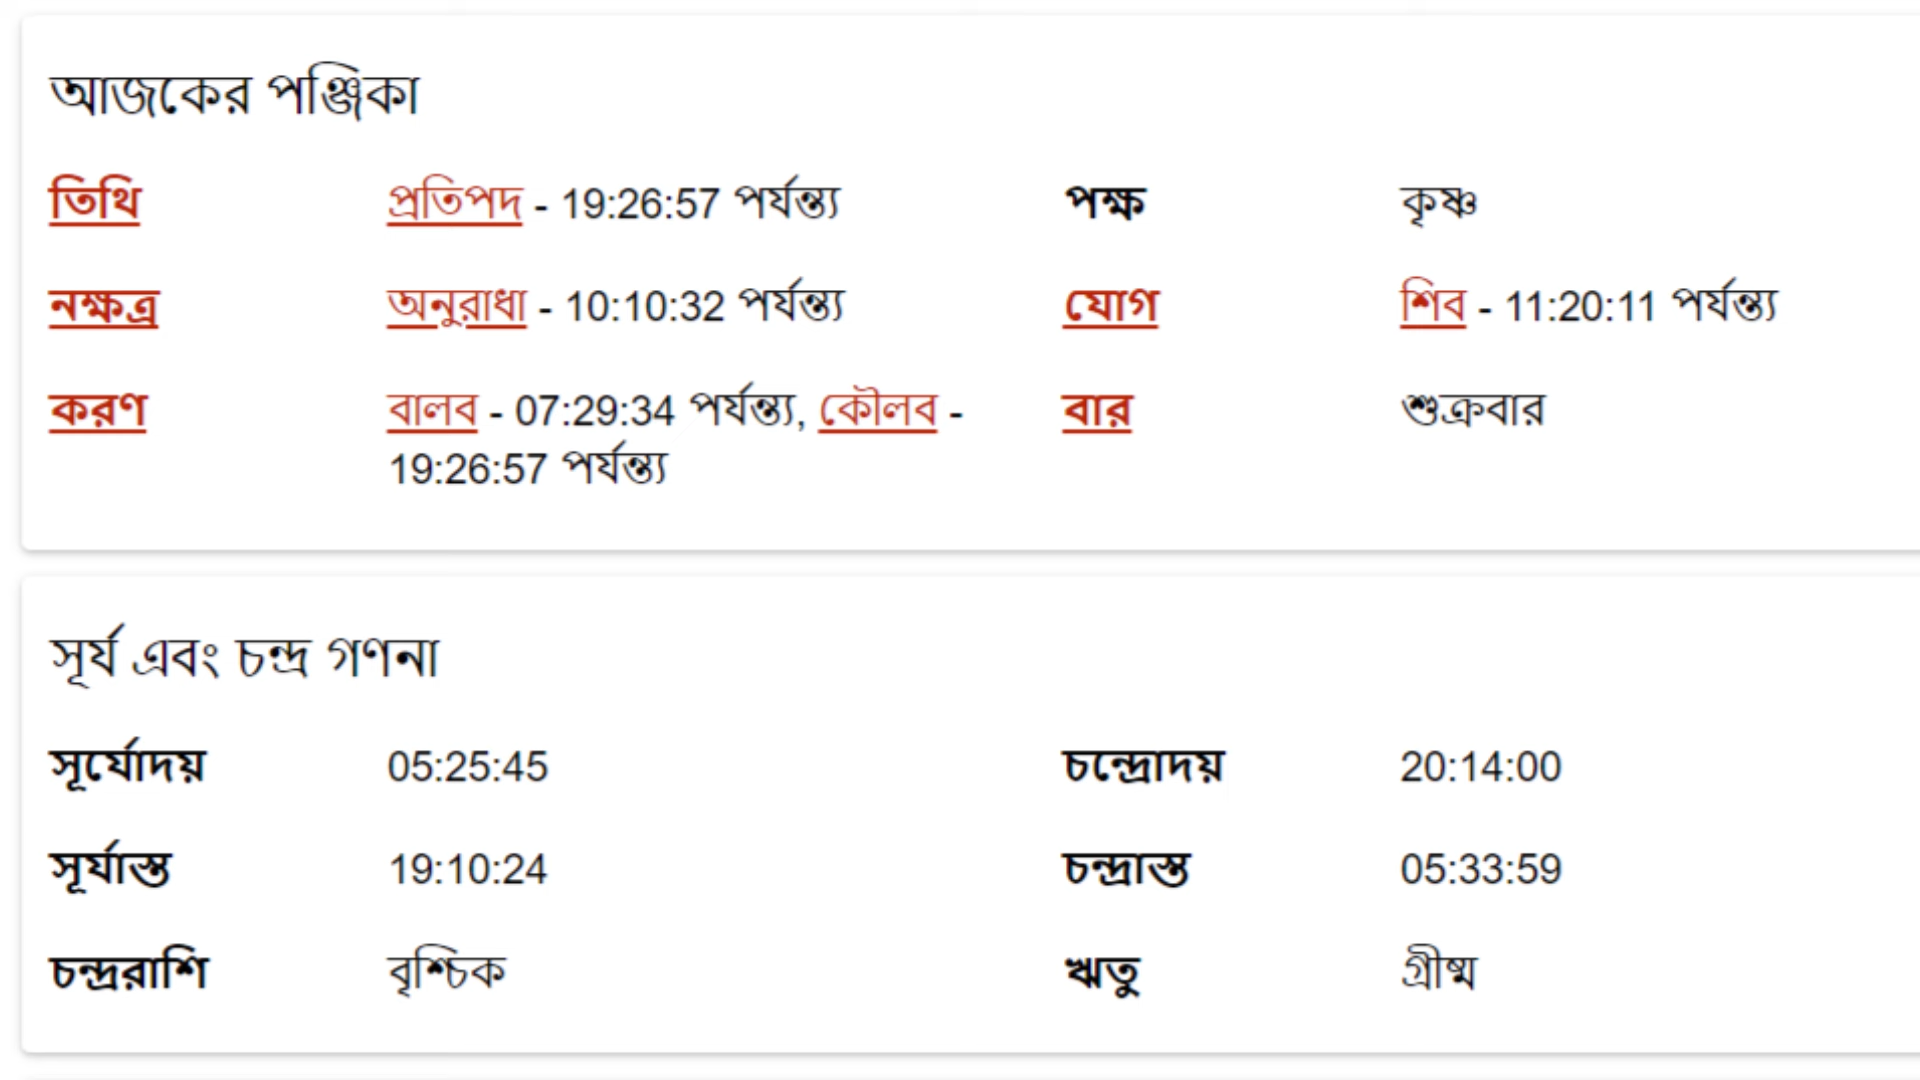 আজকের পঞ্জিকা
তিথি প্রতিপদ - 19:26:57 পর্যন্ত্য পক্ষ কৃষ্ণ
নক্ষত্র অনুরাধা - 10:10:32 পর্যন্ত্য যোগ শিব - 11:20:11 পর্যন্ত্য
করণ বালব - 07:29:34 পর্যন্ত্য, কৌলব - বার শুক্রবার
19:26:57 পর্যন্ত্য
সূর্য এবং চন্দ্র গণনা
সূর্যোদয় 05:25:45 চন্দ্রোদয় 20:14:00
সূর্যাস্ত 19:10:24 চন্দ্রাস্ত 05:33:59
চন্দ্ররাশি বৃশ্চিক ঋতু গ্রীষ্ম